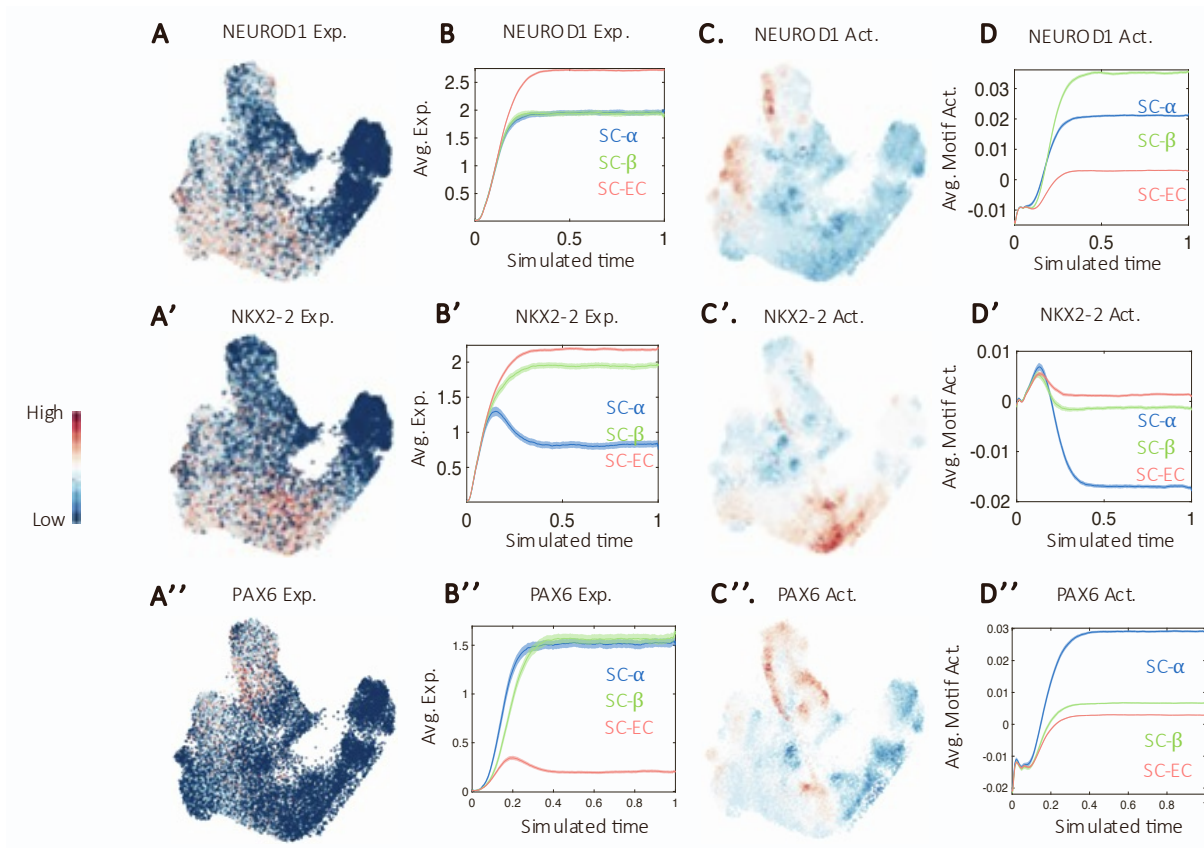 A NEUROD1 Exp. B NEUROD1 Exp. C. NEUROD1 Act. D NEUROD1 Act.
Avg. Exp.
2.5
2
1.5
1
0.5
SC-α
SC-β
SC-EC
0 0.5 1
Simulated time
Avg. Motif Act.
0.03
0.02
0.01
0
-0.01
SC-α
SC-β
SC-EC
0 0.5 1
Simulated time
A' NKX2-2 Exp. B' NKX2-2 Exp. C'. NKX2-2 Act. D' NKX2-2 Act.
High
Low
Avg. Exp.
2
1.5
1
0.5
SC-α
SC-β
SC-EC
0 0.5 1
Simulated time
Avg. Motif Act.
0.01
0
-0.01
-0.02
SC-α
SC-β
SC-EC
0 0.5 1
Simulated time
A'' PAX6 Exp. B'' PAX6 Exp. C''. PAX6 Act. D'' PAX6 Act.
Avg. Exp.
1.5
1
0.5
0
SC-α
SC-β
SC-EC
0 0.2 0.4 0.6 0.8 1
Simulated time
Avg. Motif Act.
0.03
0.02
0.01
0
-0.01
-0.02
SC-α
SC-β
SC-EC
0 0.2 0.4 0.6 0.8 1
Simulated time